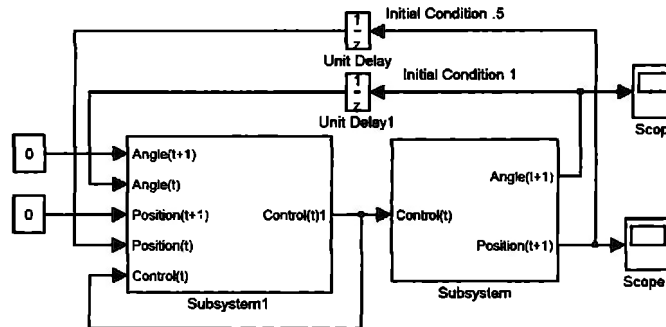 Initial Condition .5
1
z
Unit Delay
Initial Condition 1
1
z
Unit Delay1
Scop
0
Angle(t+1)
Angle(t)
0
Position(t+1)
Position(t)
Control(t)
Control(t)1
Subsystem1
Control(t)
Angle(t+1)
Position(t+1)
Subsystem
Scope